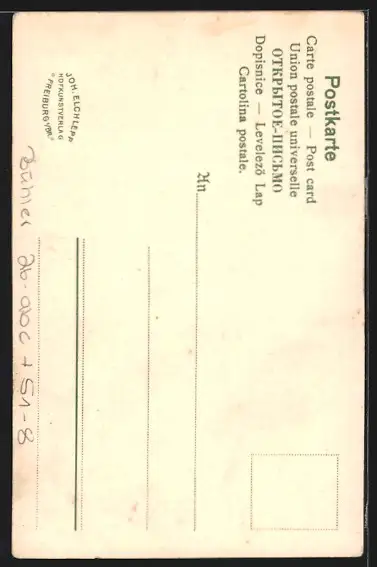 Postkarte
Carte postale — Post card
Union postale universelle
ОТКРЫТОЕ-ПИСЬМО
Dopisnice — Levelező Lap
Cartolina postale.
An
JOH. ELCHLEPP
HOFKUNSTVERLAG
FREIBURG I/BR.